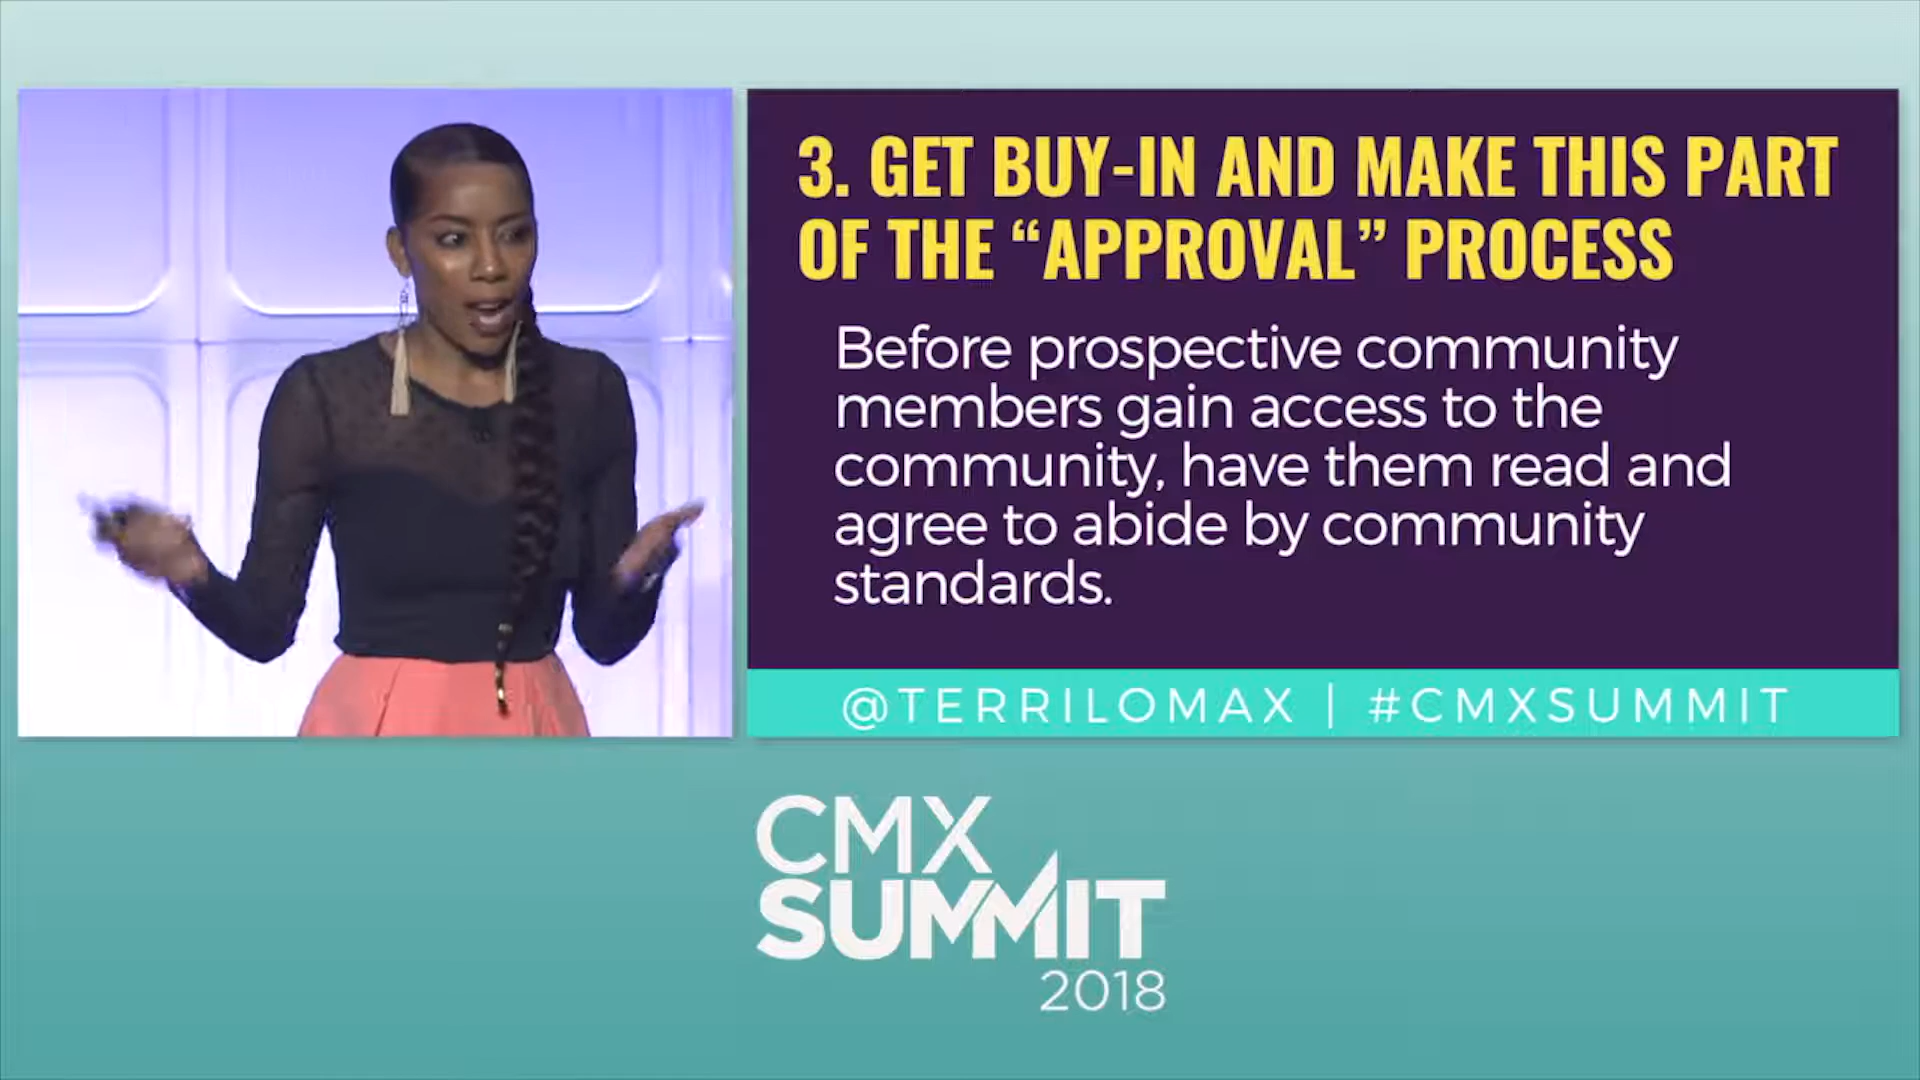 3. GET BUY-IN AND MAKE THIS PART
OF THE “APPROVAL” PROCESS
Before prospective community
members gain access to the
community, have them read and
agree to abide by community
standards.
@TERRILOMAX | #CMXSUMMIT
CMX
SUMMIT
2018